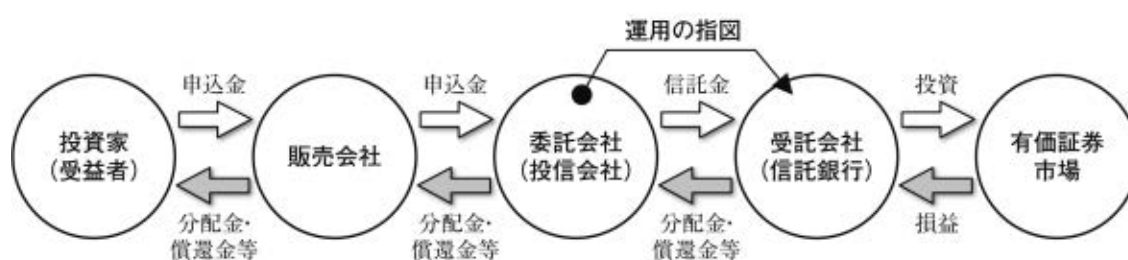 運用の指図
申込金
申込金
信託金
投資
投資家
(受益者)
販売会社
委託会社
(投信会社)
受託会社
(信託銀行)
有価証券
市場
分配金・
償還金等
分配金・
償還金等
分配金・
償還金等
損益